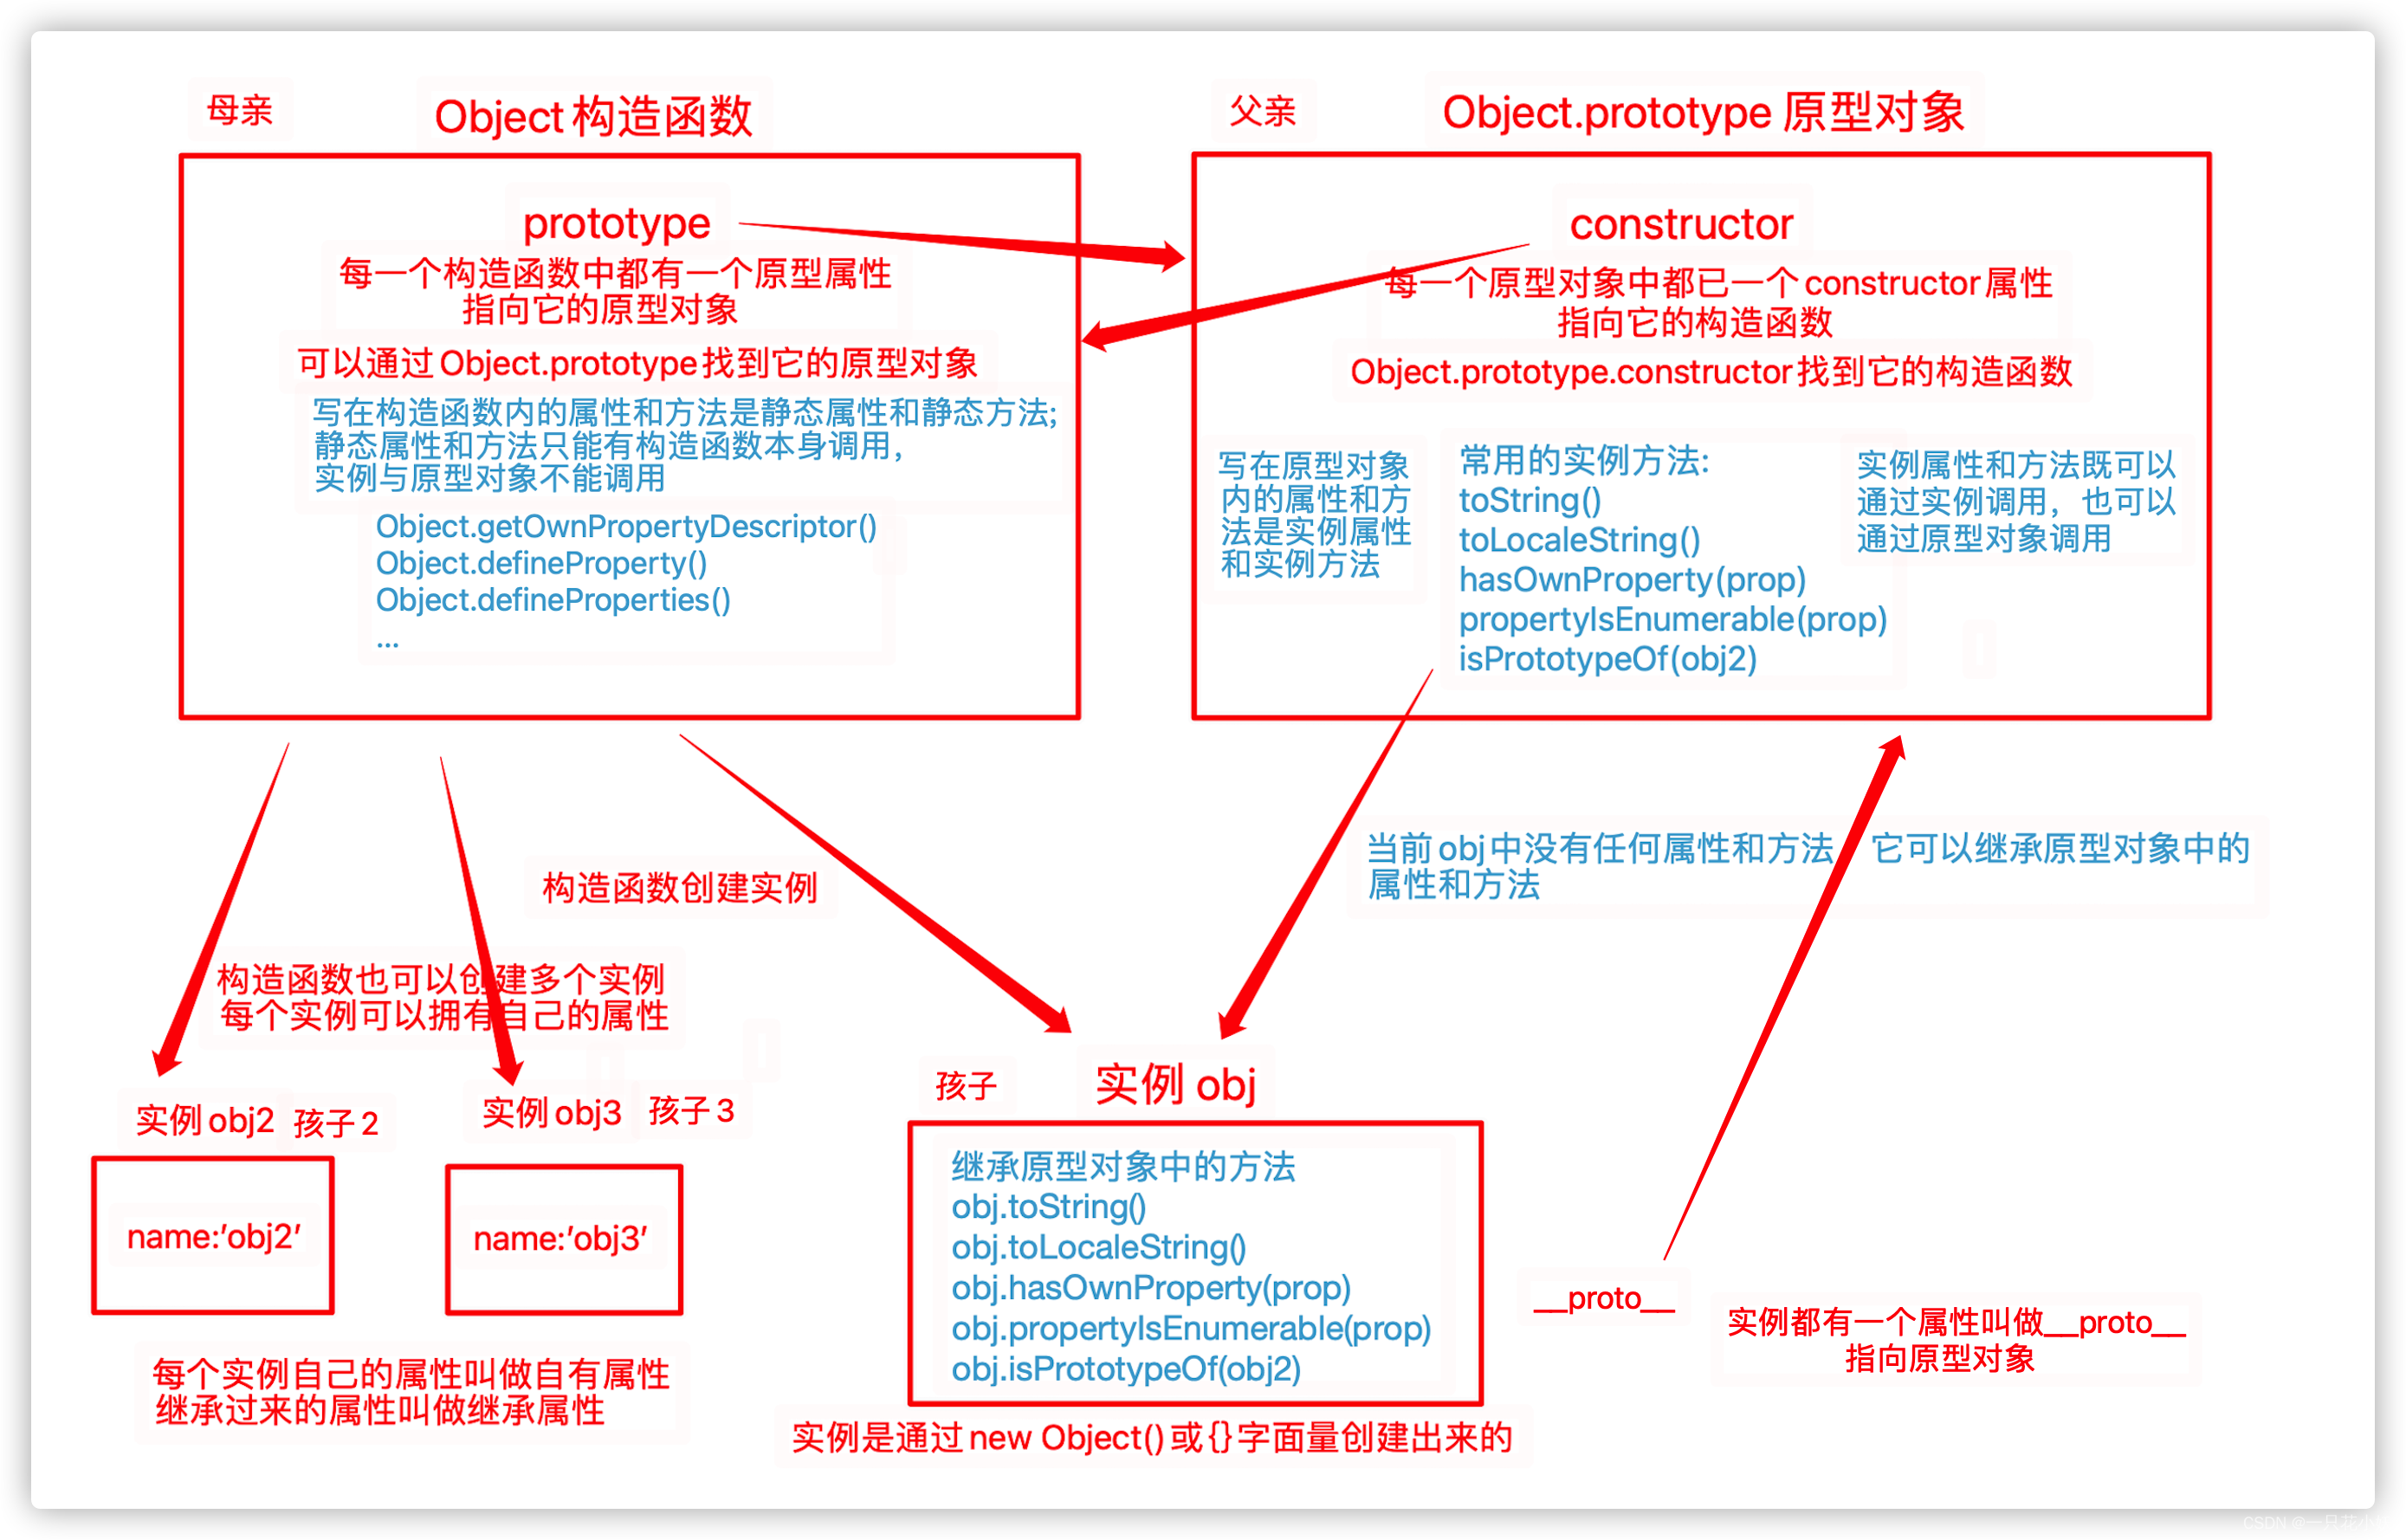 母亲
Object 构造函数
prototype
每一个构造函数中都有一个原型属性
指向它的原型对象
可以通过 Object.prototype 找到它的原型对象
写在构造函数内的属性和方法是静态属性和静态方法;
静态属性和方法只能有构造函数本身调用，
实例与原型对象不能调用
Object.getOwnPropertyDescriptor()
Object.defineProperty()
Object.defineProperties()
...
父亲
Object.prototype 原型对象
constructor
每一个原型对象中都已一个 constructor 属性
指向它的构造函数
Object.prototype.constructor 找到它的构造函数
写在原型对象
内的属性和方
法是实例属性
和实例方法
常用的实例方法:
toString()
toLocaleString()
hasOwnProperty(prop)
propertyIsEnumerable(prop)
isPrototypeOf(obj2)
实例属性和方法既可以
通过实例调用，也可以
通过原型对象调用
构造函数创建实例
当前 obj 中没有任何属性和方法 它可以继承原型对象中的
属性和方法
构造函数也可以创建多个实例
每个实例可以拥有自己的属性
实例 obj2 孩子 2
name:'obj2'
实例 obj3 孩子 3
name:'obj3'
每个实例自己的属性叫做自有属性
继承过来的属性叫做继承属性
孩子
实例 obj
继承原型对象中的方法
obj.toString()
obj.toLocaleString()
obj.hasOwnProperty(prop)
obj.propertyIsEnumerable(prop)
obj.isPrototypeOf(obj2)
实例是通过 new Object() 或 {} 字面量创建出来的
__proto__
实例都有一个属性叫做__proto__
指向原型对象
CSDN @一只花小